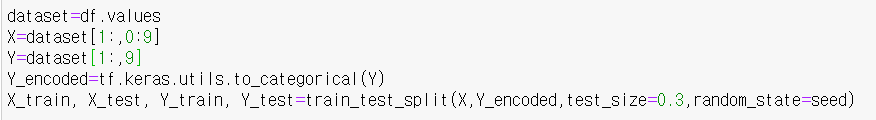 dataset=df.values
X=dataset[1:,0:9]
Y=dataset[1:,9]
Y_encoded=tf.keras.utils.to_categorical(Y)
X_train, X_test, Y_train, Y_test=train_test_split(X,Y_encoded,test_size=0.3,random_state=seed)